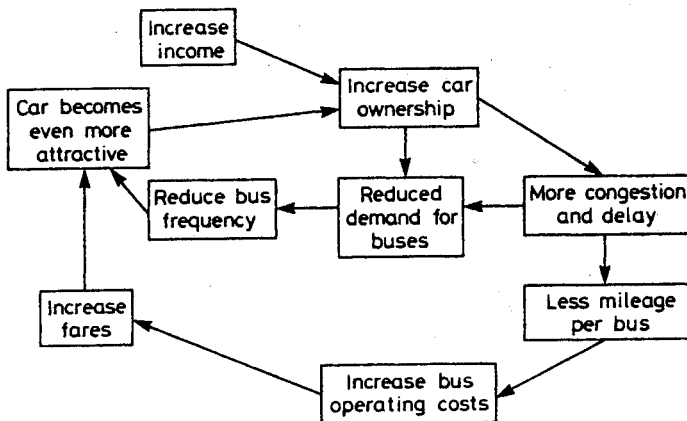 Increase
income
Increase car
ownership
Car becomes
even more
attractive
Reduce bus
frequency
Reduced
demand for
buses
More congestion
and delay
Increase
fares
Less mileage
per bus
Increase bus
operating costs